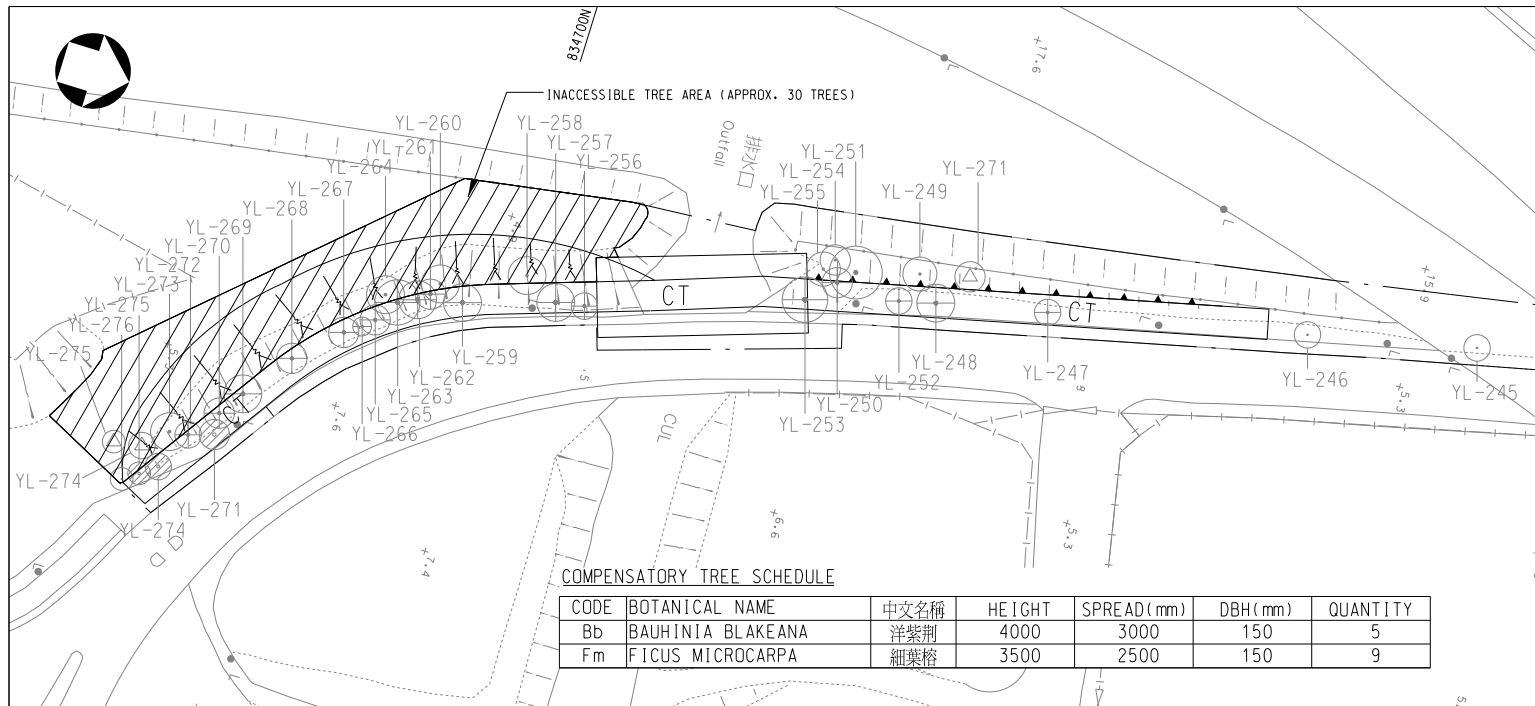 834700N
+17.6
L
INACCESSIBLE TREE AREA (APPROX. 30 TREES)
YL-260
YL-258
YL-261
YL-257
YL-264
YL-256
YL-267
YL-268
YL-269
YL-270
YL-272
YL-273
YL-275
YL-276
YL-275
Outfall
排水口
YL-251
YL-254
YL-255
YL-249
YL-271
L
+15.9
CT
CT
CT
L
L
L
L
YL-259
YL-262
YL-263
YL-265
YL-266
+7.6
.5
YL-253
YL-250
YL-252
YL-248
YL-247
YL-246
YL-245
+5.3
YL-274
YL-271
YL-274
L
CUL
+7.4
+6.6
+5.3
L
COMPENSATORY TREE SCHEDULE
CODE BOTANICAL NAME 中文名稱 HEIGHT SPREAD(mm) DBH(mm) QUANTITY
Bb BAUHINIA BLAKEANA 洋紫荆 4000 3000 150 5
Fm FICUS MICROCARPA 細葉榕 3500 2500 150 9